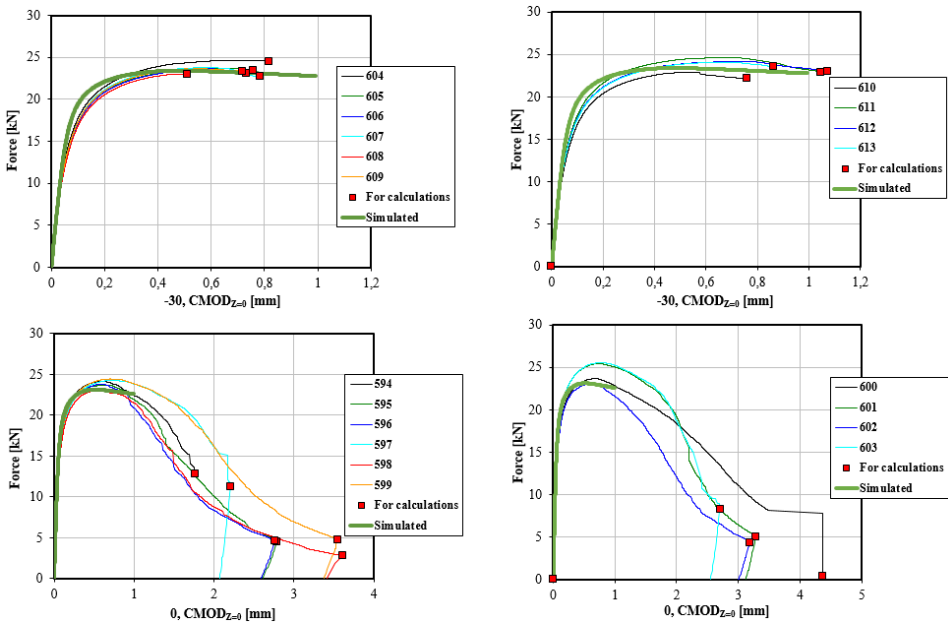 30
25
20
15
10
5
0
Force [kN]
0 0,2 0,4 0,6 0,8 1 1,2
-30, CMODZ=0 [mm]
604
605
606
607
608
609
For calculations
Simulated
30
25
20
15
10
5
0
Force [kN]
0 0,2 0,4 0,6 0,8 1 1,2
-30, CMODZ=0 [mm]
610
611
612
613
For calculations
Simulated
30
25
20
15
10
5
0
Force [kN]
0 1 2 3 4
0, CMODZ=0 [mm]
594
595
596
597
598
599
For calculations
Simulated
30
25
20
15
10
5
0
Force [kN]
0 1 2 3 4 5
0, CMODZ=0 [mm]
600
601
602
603
For calculations
Simulated